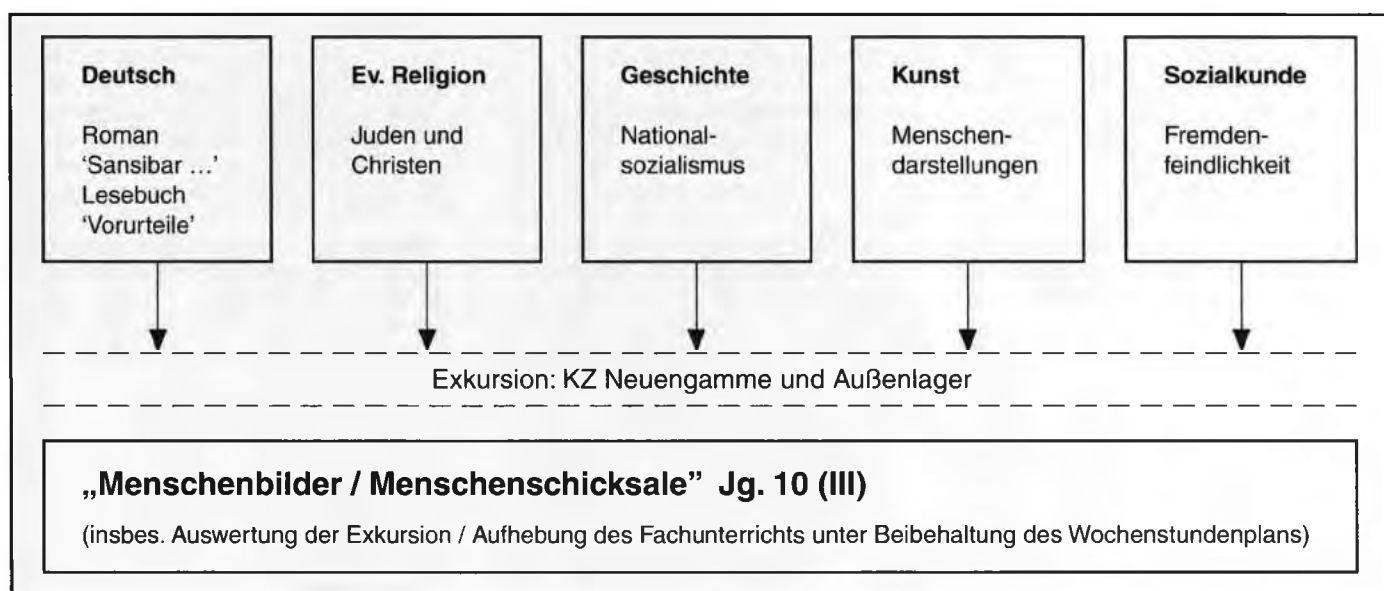 Deutsch
Roman
‘Sansibar ...’
Lesebuch
‘Vorurteile’
Ev. Religion
Juden und
Christen
Geschichte
National-
sozialismus
Kunst
Menschen-
darstellungen
Sozialkunde
Fremden-
feindlichkeit
Exkursion: KZ Neuengamme und Außenlager
„Menschenbilder / Menschenschicksale” Jg. 10 (III)
(insbes. Auswertung der Exkursion / Aufhebung des Fachunterrichts unter Beibehaltung des Wochenstundenplans)